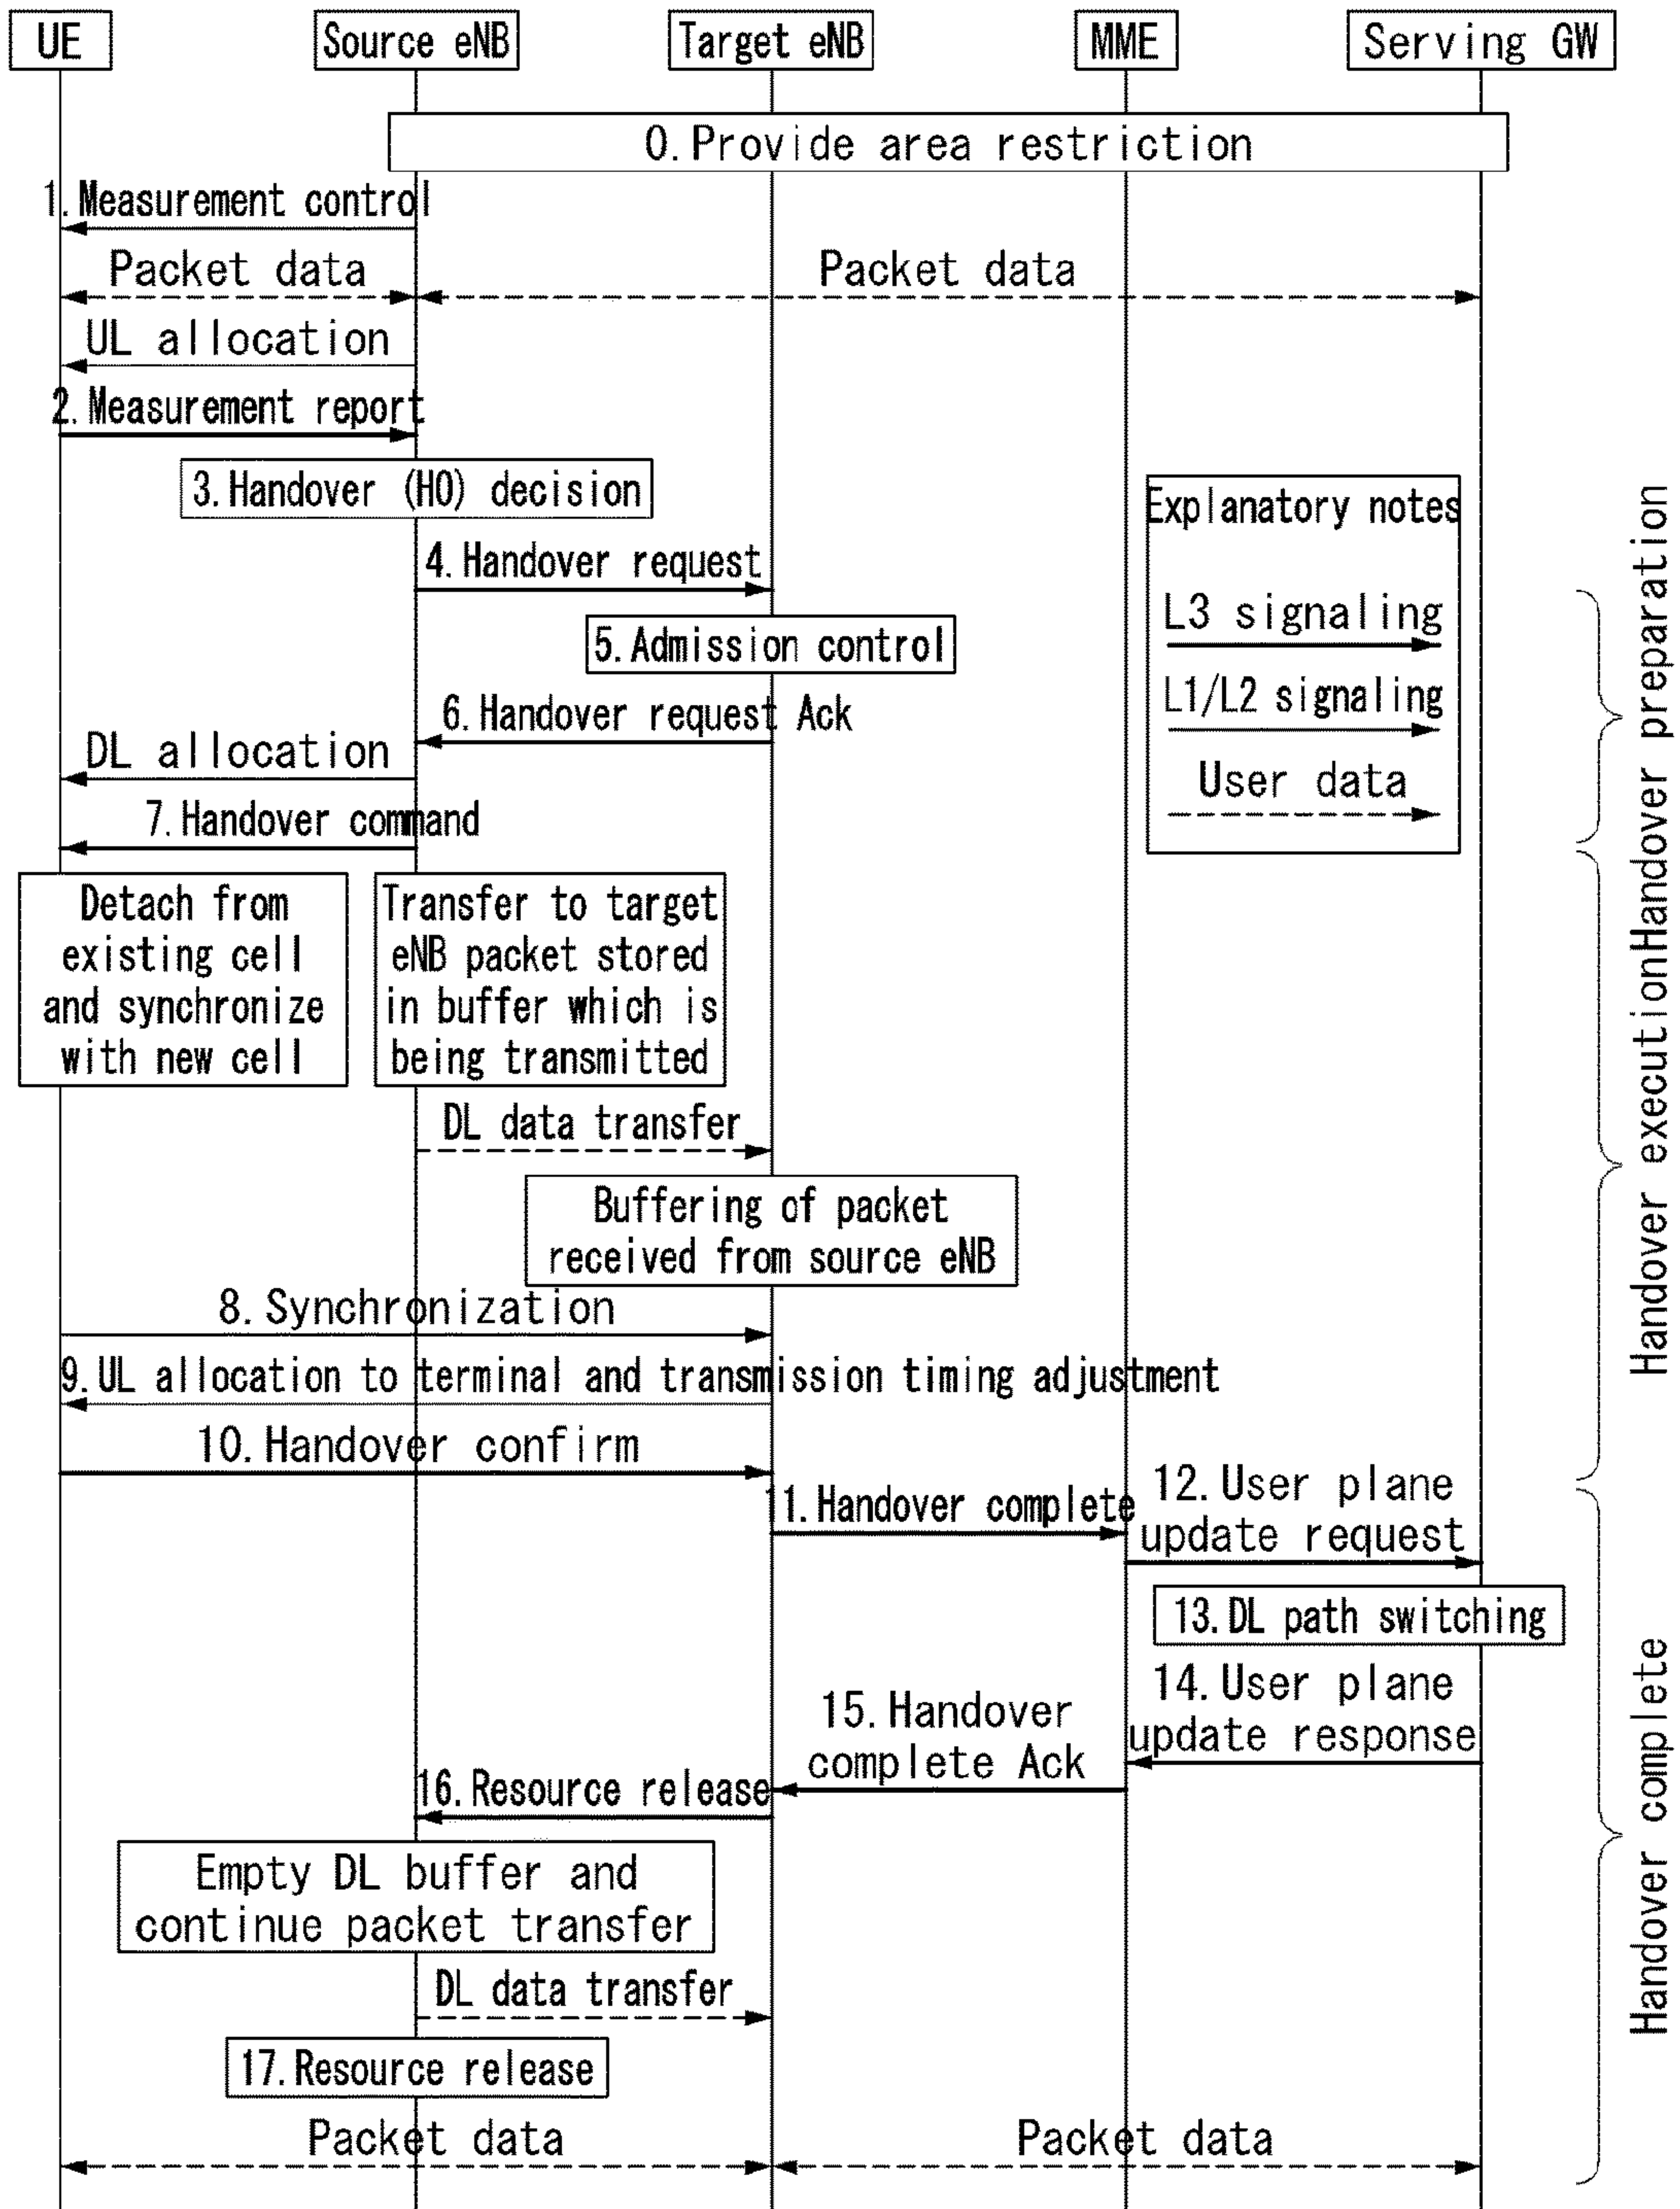 UE
Source eNB
Target eNB
MME
Serving GW
0.Provide area restriction
1.Measurement control
Packet data
Packet data
UL allocation
2.Measurement report
3.Handover (HO) decision
4.Handover request
5.Admission control
6.Handover request Ack
DL allocation
7.Handover command
Explanatory notes
L3 signaling
L1/L2 signaling
User data
Handover preparation
Detach from
existing cell
and synchronize
with new cell
Transfer to target
eNB packet stored
in buffer which is
being transmitted
DL data transfer
Buffering of packet
received from source eNB
8.Synchronization
9.UL allocation to terminal and transmission timing adjustment
10.Handover confirm
Handover execution
11.Handover complete
12.User plane
update request
13.DL path switching
14.User plane
update response
15.Handover
complete Ack
16.Resource release
Empty DL buffer and
continue packet transfer
DL data transfer
17.Resource release
Packet data
Packet data
Handover complete